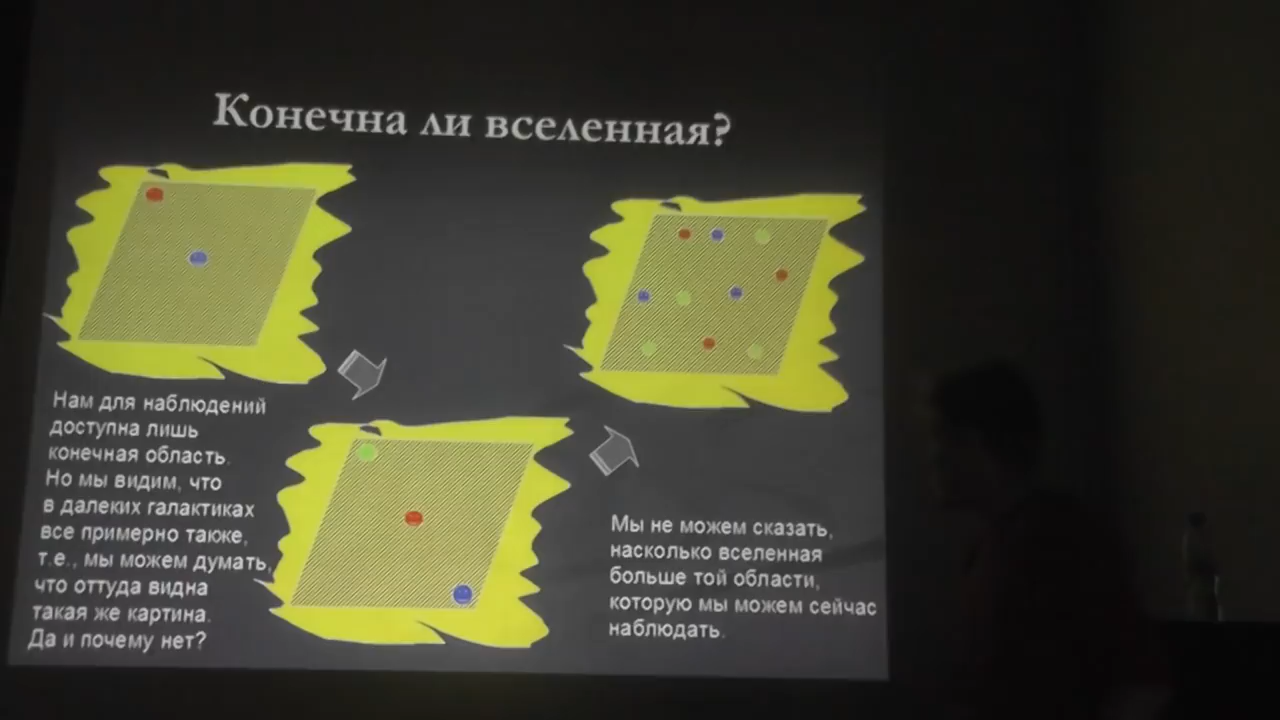 Конечна ли вселенная?
Нам для наблюдений
доступна лишь
конечная область.
Но мы видим, что
в далеких галактиках
все примерно также,
т.е., мы можем думать,
что оттуда видна
такая же картина.
Да и почему нет?
Мы не можем сказать,
насколько вселенная
больше той области,
которую мы можем сейчас
наблюдать.